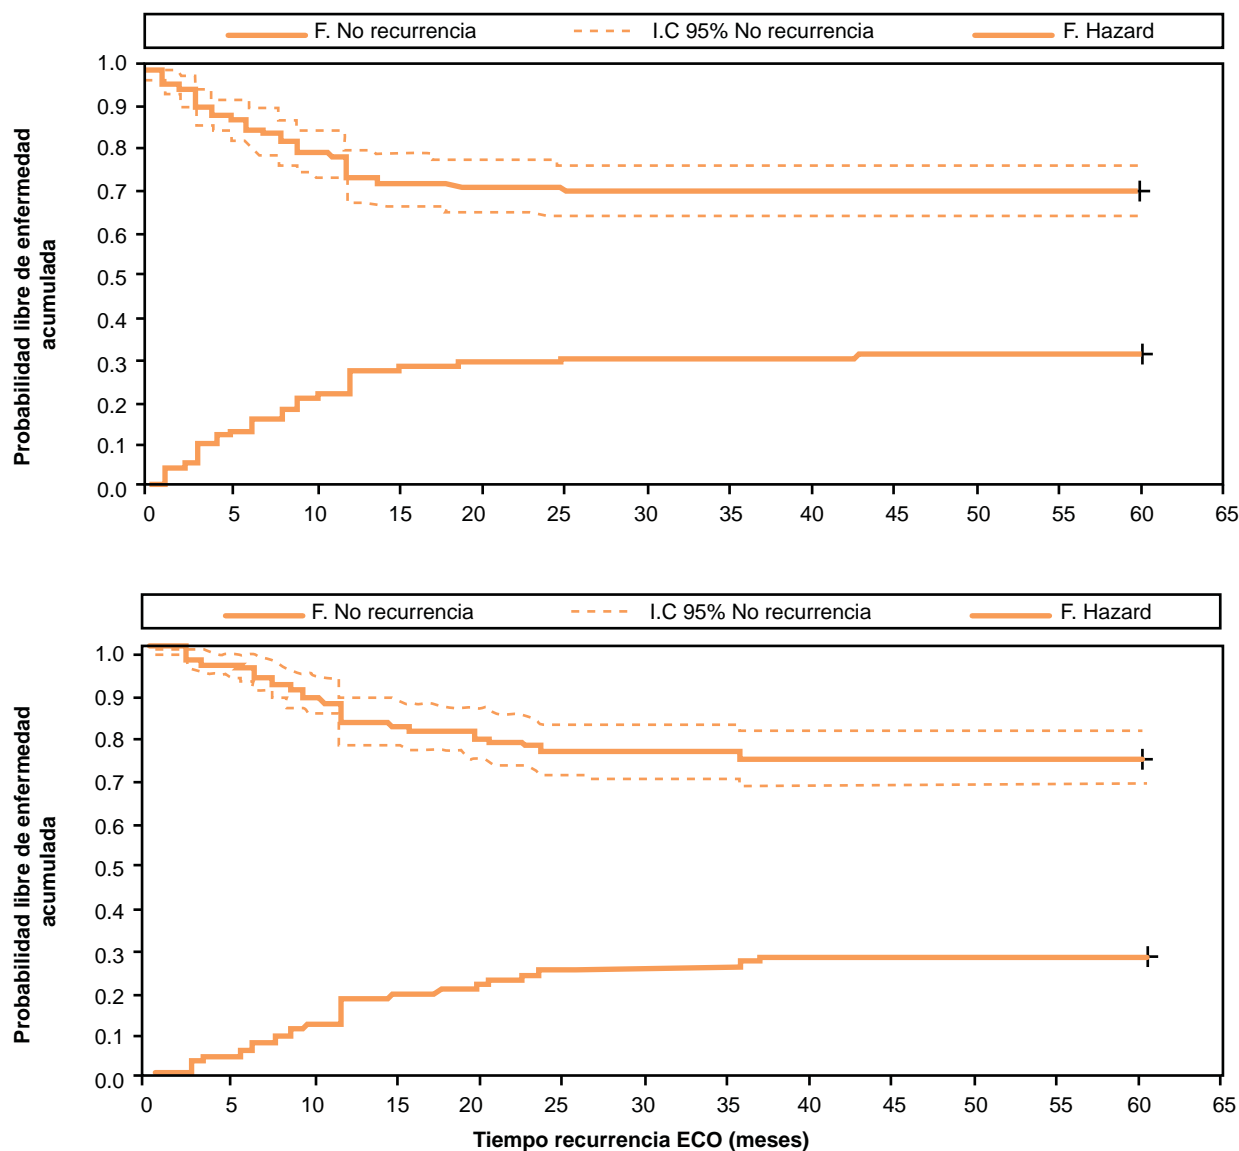 F. No recurrencia I.C 95% No recurrencia F. Hazard
Probabilidad libre de enfermedad
acumulada
1.0
0.9
0.8
0.7
0.6
0.5
0.4
0.3
0.2
0.1
0.0
0 5 10 15 20 25 30 35 40 45 50 55 60 65
F. No recurrencia I.C 95% No recurrencia F. Hazard
Probabilidad libre de enfermedad
acumulada
1.0
0.9
0.8
0.7
0.6
0.5
0.4
0.3
0.2
0.1
0.0
0 5 10 15 20 25 30 35 40 45 50 55 60 65
Tiempo recurrencia ECO (meses)